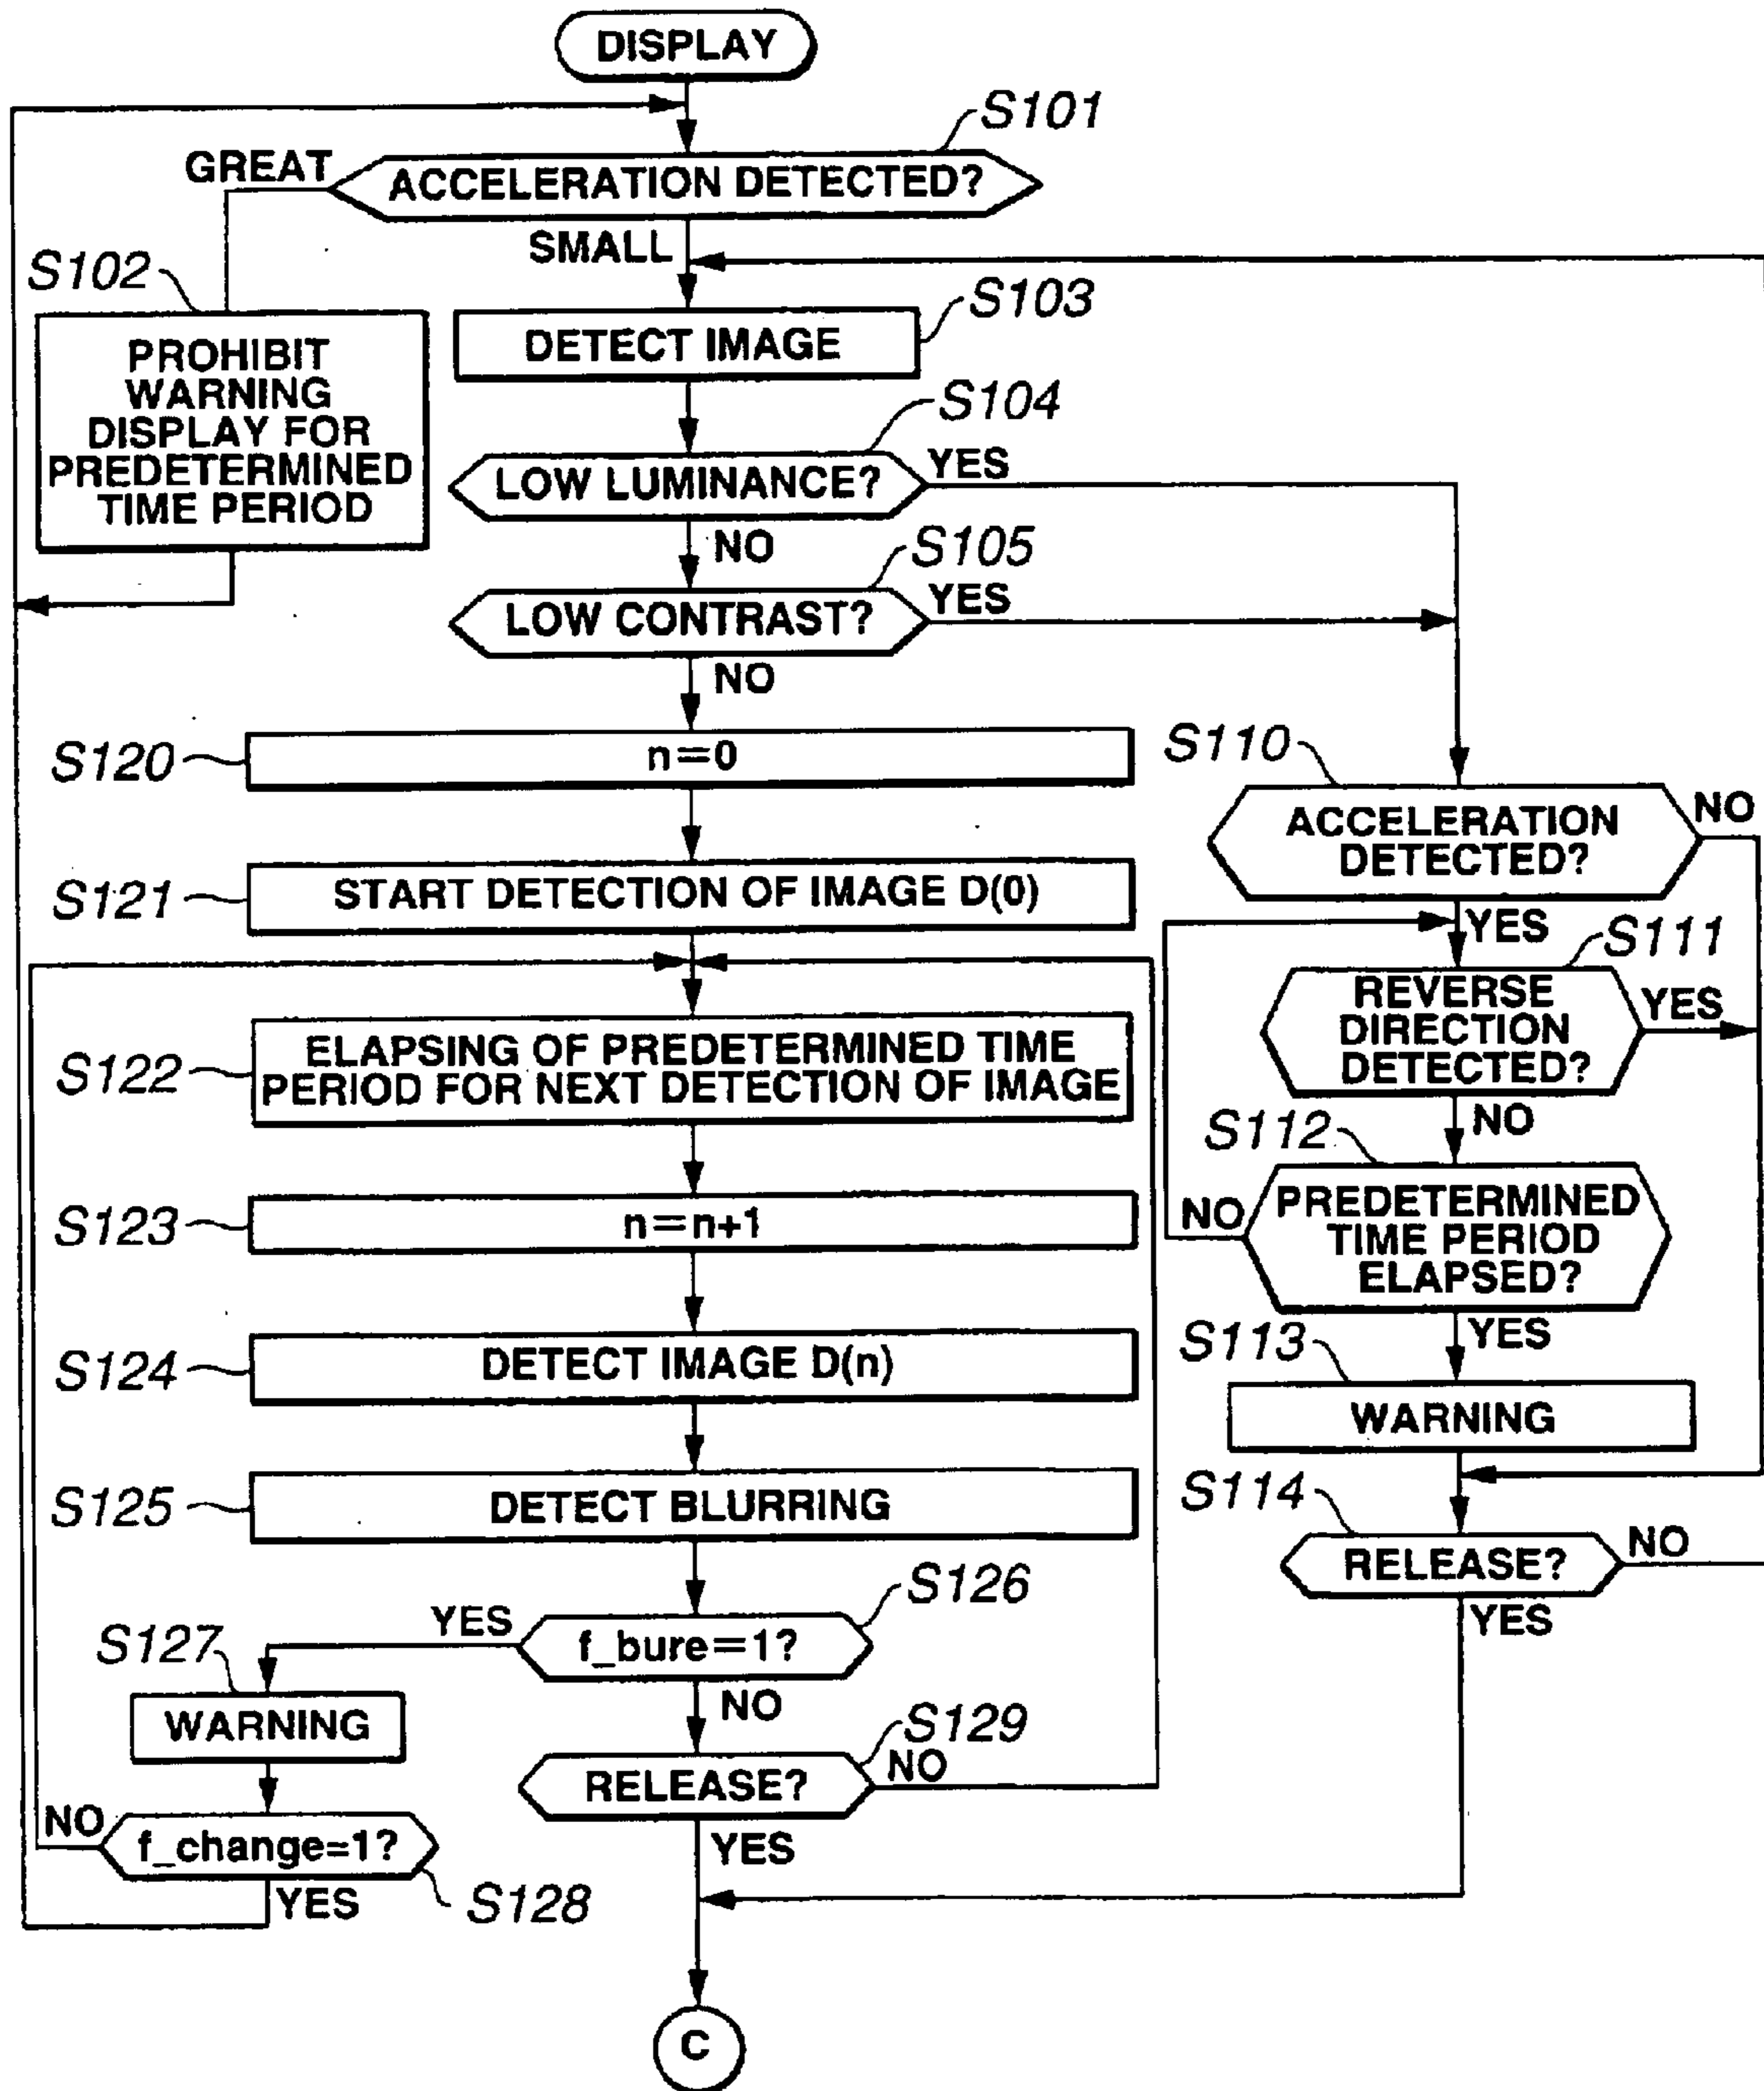 DISPLAY
S101
GREAT
ACCELERATION DETECTED?
SMALL
S102
PROHIBIT
WARNING
DISPLAY FOR
PREDETERMINED
TIME PERIOD
S103
DETECT IMAGE
S104
LOW LUMINANCE?
YES
NO
S105
LOW CONTRAST?
YES
NO
S120
n=0
S110
ACCELERATION
DETECTED?
NO
YES
S121
START DETECTION OF IMAGE D(0)
S111
REVERSE
DIRECTION
DETECTED?
YES
NO
S122
ELAPSING OF PREDETERMINED TIME
PERIOD FOR NEXT DETECTION OF IMAGE
S112
PREDETERMINED
TIME PERIOD
ELAPSED?
NO
YES
S123
n=n+1
S124
DETECT IMAGE D(n)
S113
WARNING
S125
DETECT BLURRING
S114
RELEASE?
NO
YES
S126
f_bure=1?
YES
NO
S127
WARNING
S129
RELEASE?
NO
YES
f_change=1?
NO
YES
S128
C